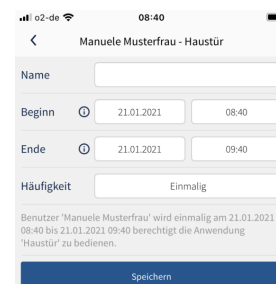 o2-de 08:40
Manuele Musterfrau - Haustür
Name
Beginn 21.01.2021 08:40
Ende 21.01.2021 09:40
Häufigkeit Einmalig
Benutzer 'Manuele Musterfrau' wird einmalig am 21.01.2021
08:40 bis 21.01.2021 09:40 berechtigt die Anwendung
'Haustür' zu bedienen.
Speichern